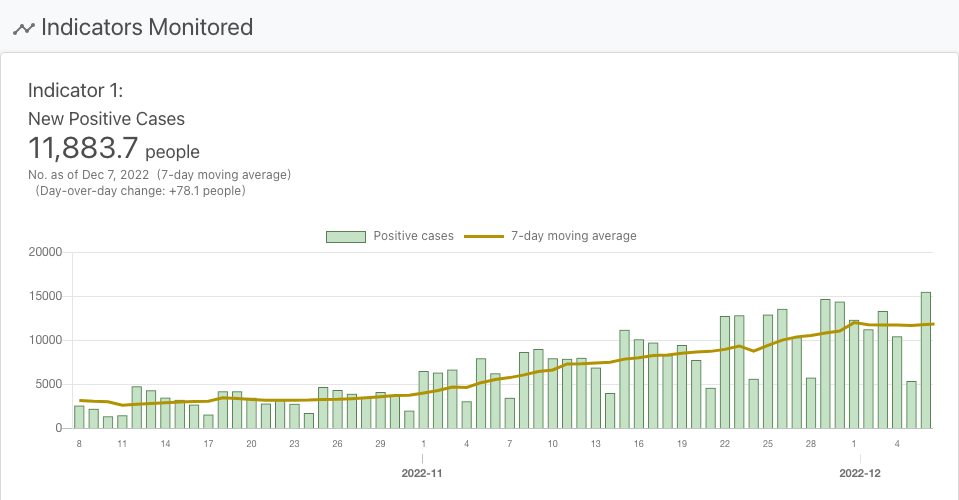 Indicators Monitored
Indicator 1:
New Positive Cases
11,883.7 people
No. as of Dec 7, 2022 (7-day moving average)
(Day-over-day change: +78.1 people)
Positive cases 7-day moving average
20000
15000
10000
5000
0
8 11 14 17 20 23 26 29 1 4 7 10 13 16 19 22 25 28 1 4
2022-11 2022-12